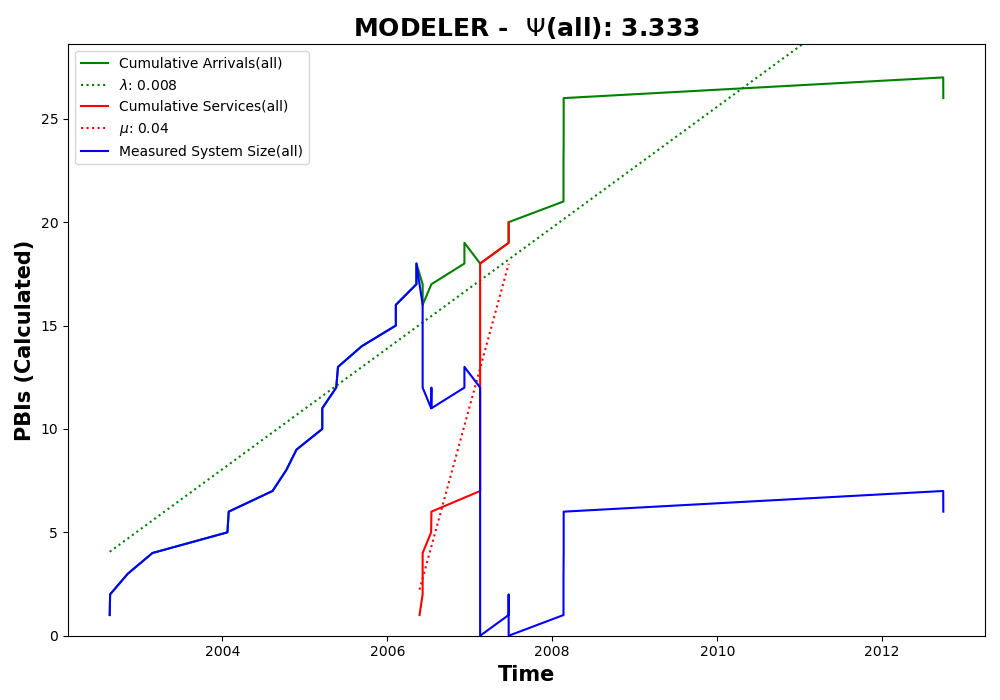 MODELER -  Ψ(all): 3.333
Cumulative Arrivals(all)
λ: 0.008
Cumulative Services(all)
μ: 0.04
Measured System Size(all)
PBIs (Calculated)
25
20
15
10
5
0
2004 2006 2008 2010 2012
Time